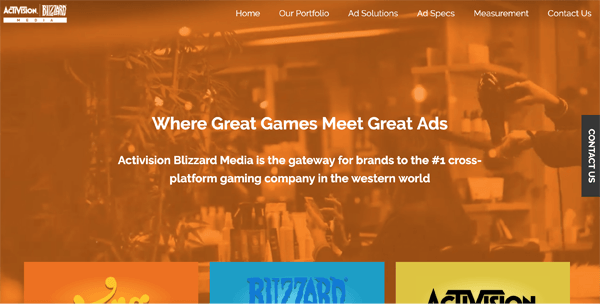 ACTIVISION BLIZZARD
MEDIA
Home Our Portfolio Ad Solutions Ad Specs Measurement Contact Us
Where Great Games Meet Great Ads
Activision Blizzard Media is the gateway for brands to the #1 cross-
platform gaming company in the western world
CONTACT US
BLIZZARD
ACTIVISION